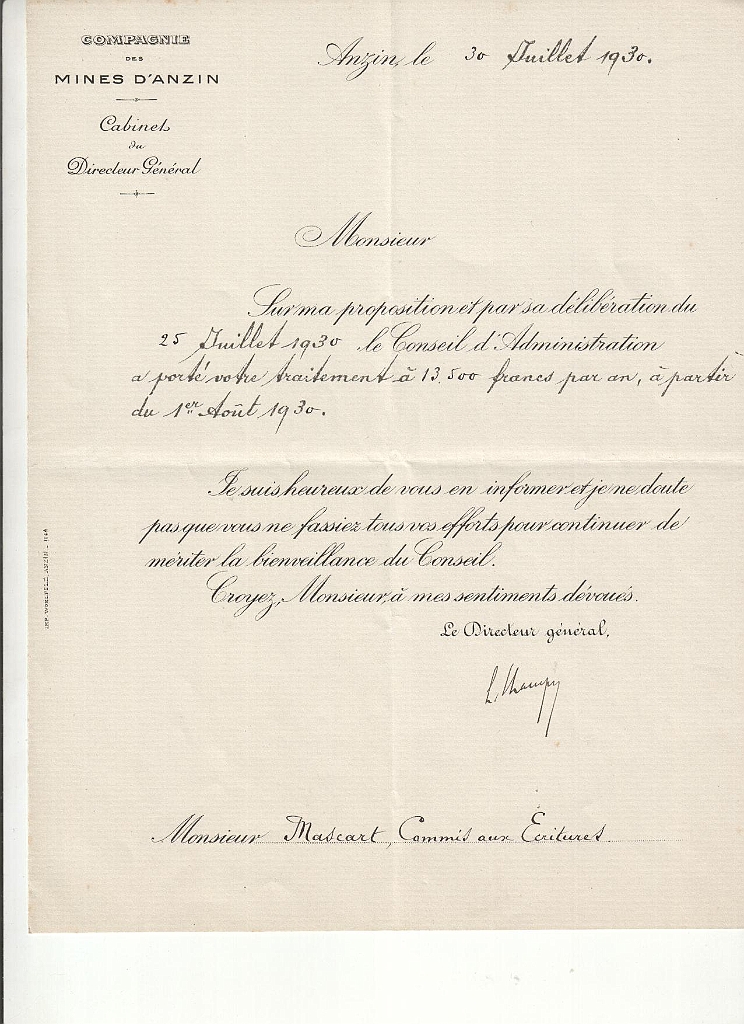 COMPAGNIE
DES
MINES D'ANZIN
Cabinet
du
Directeur Général
Anzin, le 30 Juillet 1930.
Monsieur
Sur ma proposition et par sa délibération du
25 Juillet 1930 le Conseil d'Administration
a porté votre traitement à 13.500 francs par an, à partir
du 1er Août 1930.
Je suis heureux de vous en informer et je ne doute
pas que vous ne fassiez tous vos efforts pour continuer de
mériter la bienveillance du Conseil.
Croyez, Monsieur, à mes sentiments dévoués.
Le Directeur général,
L. Champy
Monsieur Mascart, Commis aux Ecritures